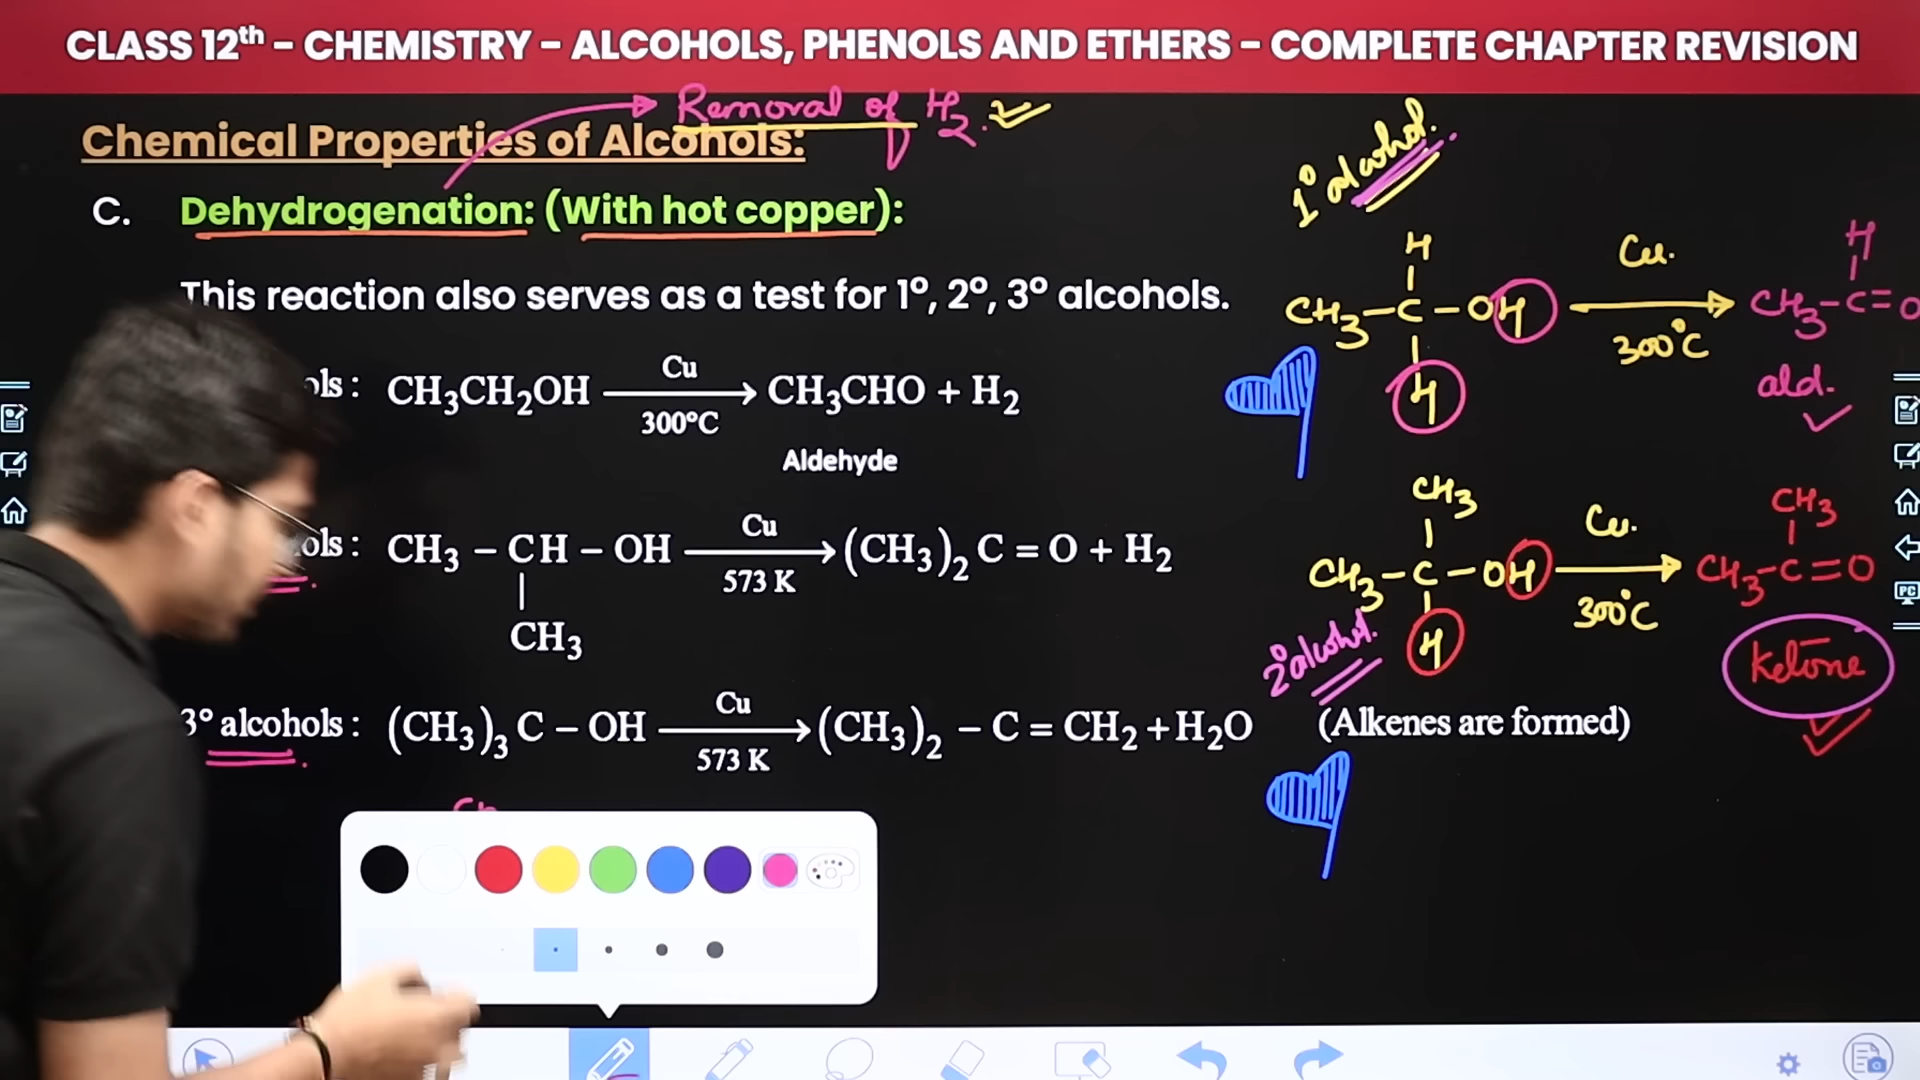 CLASS 12th – CHEMISTRY – ALCOHOLS, PHENOLS AND ETHERS – COMPLETE CHAPTER REVISION
Removal of H2.
Chemical Properties of Alcohols:
C. Dehydrogenation: (With hot copper):
This reaction also serves as a test for 1°, 2°, 3° alcohols.
ols : CH3CH2OH Cu 300°C CH3CHO + H2
Aldehyde
ols : CH3 – CH – OH Cu 573 K (CH3)2 C = O + H2
CH3
3° alcohols : (CH3)3 C – OH Cu 573 K (CH3)2 – C = CH2 + H2O (Alkenes are formed)
1° alcohol.
H
CH3 – C – OH Cu. 300°C
H
H
CH3 – C = O
ald.
CH3
CH3 – C – OH Cu. 300°C
H
2° alcohol.
CH3
CH3 – C = O
Ketone
PC